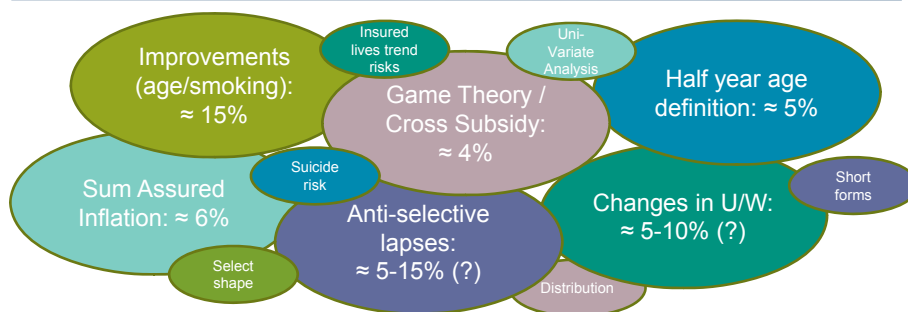 Improvements
(age/smoking):
≈ 15%
Insured
lives trend
risks
Uni-
Variate
Analysis
Half year age
definition: ≈ 5%
Game Theory /
Cross Subsidy:
≈ 4%
Sum Assured
Inflation: ≈ 6%
Suicide
risk
Anti-selective
lapses:
≈ 5-15% (?)
Changes in U/W:
≈ 5-10% (?)
Short
forms
Select
shape
Distribution